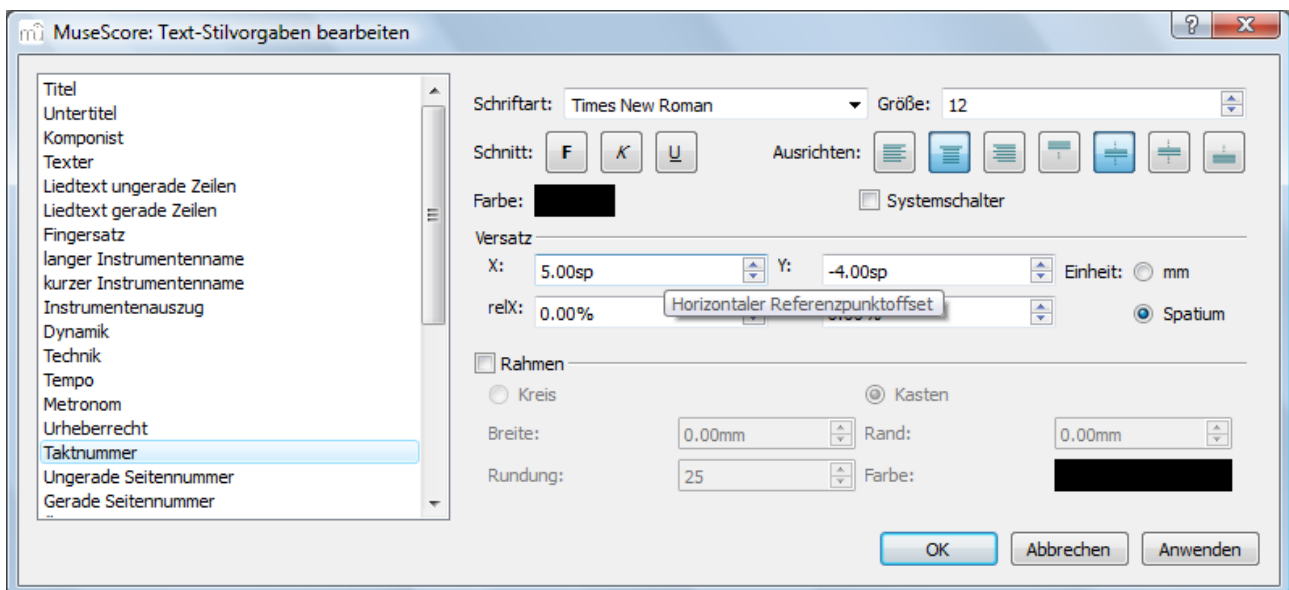 MuseScore: Text-Stilvorgaben bearbeiten
Titel
Untertitel
Komponist
Texter
Liedtext ungerade Zeilen
Liedtext gerade Zeilen
Fingersatz
langer Instrumentenname
kurzer Instrumentenname
Instrumentenauszug
Dynamik
Technik
Tempo
Metronom
Urheberrecht
Taktnummer
Ungerade Seitennummer
Gerade Seitennummer
Schriftart: Times New Roman Größe: 12
Schnitt: F K U Ausrichten:
Farbe: Systemschalter
Versatz
X: 5.00sp Y: -4.00sp Einheit: mm
relX: 0.00% Horizontaler Referenzpunktoffset Spatium
Rahmen
Kreis Kasten
Breite: 0.00mm Rand: 0.00mm
Rundung: 25 Farbe:
OK Abbrechen Anwenden